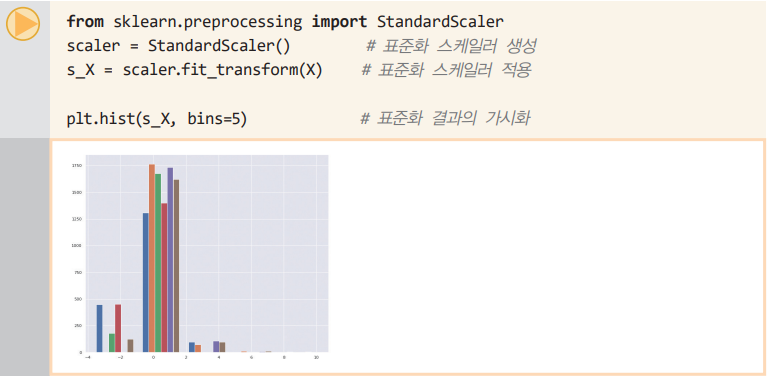 from sklearn.preprocessing import StandardScaler
scaler = StandardScaler() # 표준화 스케일러 생성
s_X = scaler.fit_transform(X) # 표준화 스케일러 적용
plt.hist(s_X, bins=5) # 표준화 결과의 가시화
1750
1500
1250
1000
750
500
250
0
-4 -2 0 2 4 6 8 10